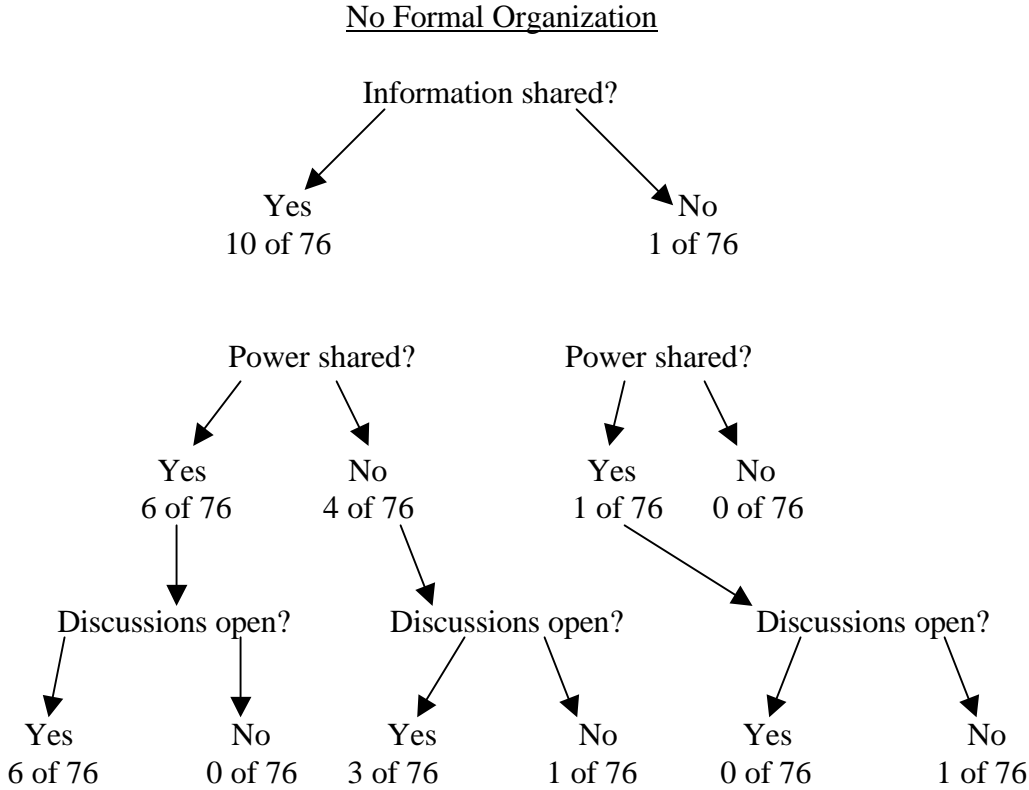 No Formal Organization
Information shared?
Yes No
10 of 76 1 of 76
Power shared? Power shared?
Yes No Yes No
6 of 76 4 of 76 1 of 76 0 of 76
Discussions open? Discussions open? Discussions open?
Yes No Yes No Yes No
6 of 76 0 of 76 3 of 76 1 of 76 0 of 76 1 of 76